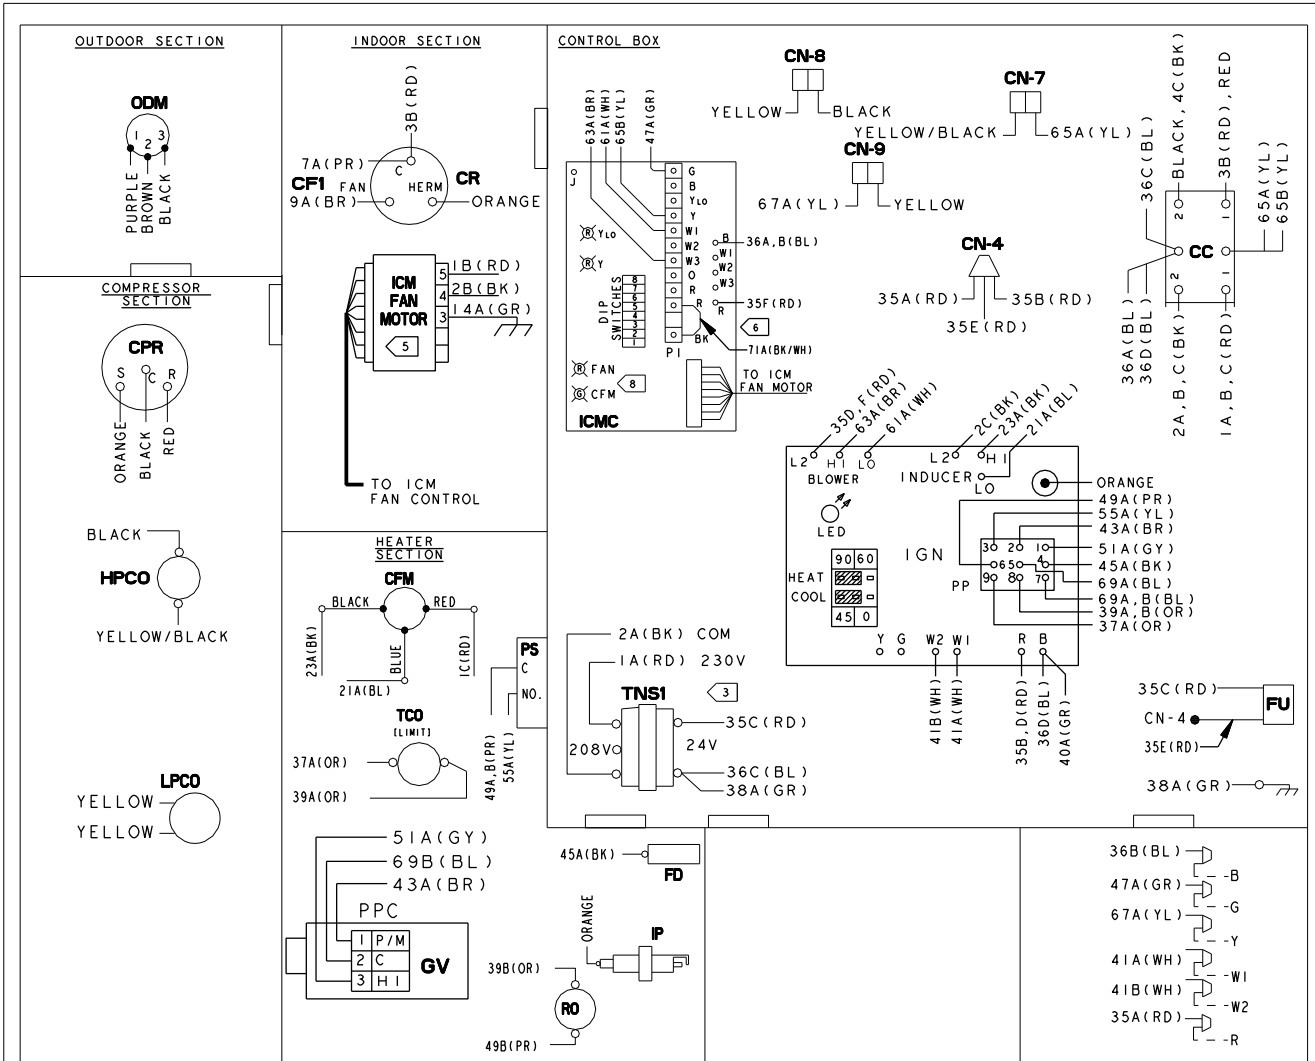 OUTDOOR SECTION
ODM
1 2 3
PURPLE
BROWN
BLACK
COMPRESSOR
SECTION
CPR
S C R
ORANGE
BLACK
RED
BLACK
HPCO
YELLOW/BLACK
LPCO
YELLOW
YELLOW
INDOOR SECTION
3B(RD)
7A(PR)
C
CF1 FAN HERM CR
9A(BR)
ORANGE
ICM
FAN
MOTOR
5
5 1B(RD)
4 2B(BK)
3 14A(GR)
TO ICM
FAN CONTROL
HEATER
SECTION
CFM
BLACK
RED
BLUE
23A(BK)
1C(RD)
21A(BL)
PS
C
NO.
49A,B(PR)
55A(YL)
TCO
(LIMIT)
37A(OR)
39A(OR)
51A(GY)
69B(BL)
43A(BR)
PPC
1 P/M
2 C
3 HI
GV
45A(BK)
FD
ORANGE
IP
39B(OR)
RO
49B(PR)
CONTROL BOX
63A(BR)
61A(WH)
65B(YL)
47A(GR)
J
G
B
YLO
Y
W1
W2
W3
O
R
R
BK
P1
B
W1
W2
W3
R
36A,B(BL)
35F(RD)
6
71A(BK/WH)
R YLO
R Y
DIP
SWITCHES
8
7
6
5
4
3
2
1
R FAN
G CFM
8
ICMC
TO ICM
FAN MOTOR
CN-8
YELLOW
BLACK
CN-7
YELLOW/BLACK
65A(YL)
CN-9
67A(YL)
YELLOW
CN-4
35A(RD)
35B(RD)
35E(RD)
36C(BL)
BLACK,4C(BK)
3B(RD),RED
65A(YL)
65B(YL)
2 1
CC
2 1
36A(BL)
36D(BL)
2A,B,C(BK)
1A,B,C(RD)
35D,F(RD)
63A(BR)
61A(WH)
2C(BK)
23A(BK)
21A(BL)
L2 HI LO
BLOWER
L2 HI
INDUCER
LO
LED
IGN
90 60
HEAT
COOL
45 0
PP
3 2 1
6 5 4
9 8 7
ORANGE
49A(PR)
55A(YL)
43A(BR)
51A(GY)
45A(BK)
69A(BL)
69A,B(BL)
39A,B(OR)
37A(OR)
Y G W2 W1 R B
41B(WH)
41A(WH)
35B,D(RD)
36D(BL)
40A(GR)
2A(BK) COM
1A(RD) 230V
TNS1
3
208V
24V
35C(RD)
36C(BL)
38A(GR)
35C(RD)
FU
CN-4
35E(RD)
38A(GR)
36B(BL)
B
47A(GR)
G
67A(YL)
Y
41A(WH)
W1
41B(WH)
W2
35A(RD)
R